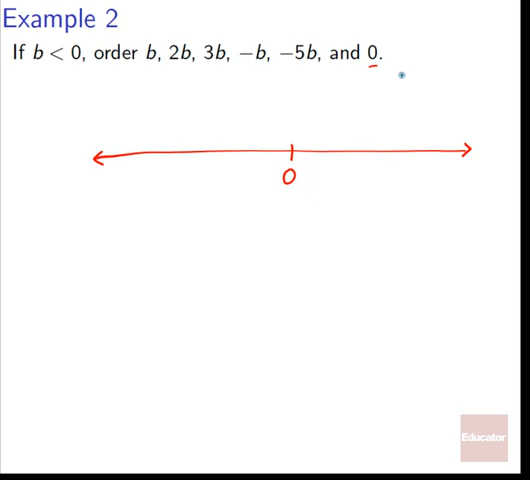 Example 2
If b < 0, order b, 2b, 3b, −b, −5b, and 0.
0
Educator